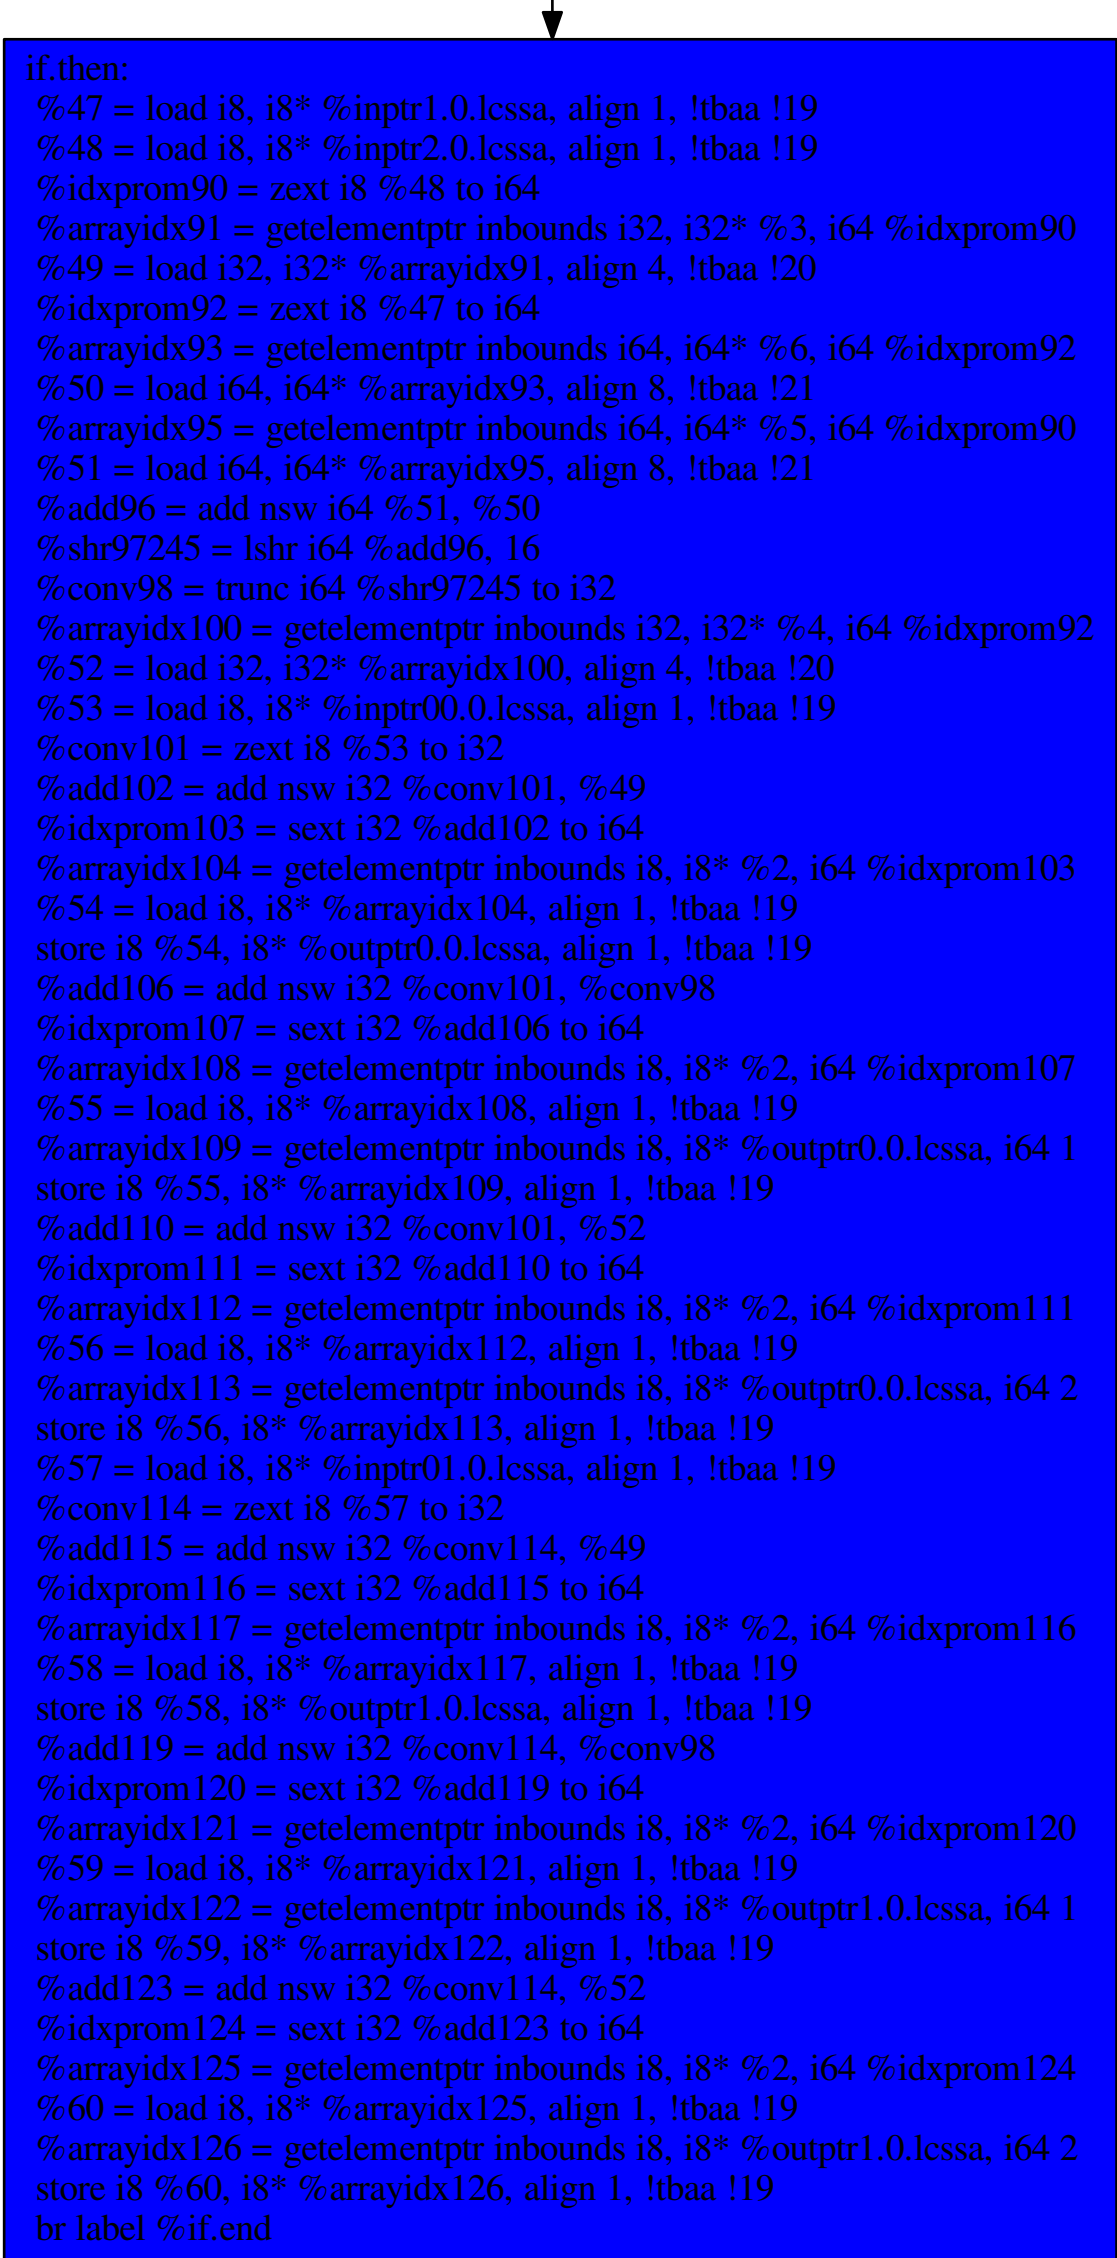 if.then:
%47 = load i8, i8* %inptr1.0.lcssa, align 1, !tbaa !19
%48 = load i8, i8* %inptr2.0.lcssa, align 1, !tbaa !19
%idxprom90 = zext i8 %48 to i64
%arrayidx91 = getelementptr inbounds i32, i32* %3, i64 %idxprom90
%49 = load i32, i32* %arrayidx91, align 4, !tbaa !20
%idxprom92 = zext i8 %47 to i64
%arrayidx93 = getelementptr inbounds i64, i64* %6, i64 %idxprom92
%50 = load i64, i64* %arrayidx93, align 8, !tbaa !21
%arrayidx95 = getelementptr inbounds i64, i64* %5, i64 %idxprom90
%51 = load i64, i64* %arrayidx95, align 8, !tbaa !21
%add96 = add nsw i64 %51, %50
%shr97245 = lshr i64 %add96, 16
%conv98 = trunc i64 %shr97245 to i32
%arrayidx100 = getelementptr inbounds i32, i32* %4, i64 %idxprom92
%52 = load i32, i32* %arrayidx100, align 4, !tbaa !20
%53 = load i8, i8* %inptr00.0.lcssa, align 1, !tbaa !19
%conv101 = zext i8 %53 to i32
%add102 = add nsw i32 %conv101, %49
%idxprom103 = sext i32 %add102 to i64
%arrayidx104 = getelementptr inbounds i8, i8* %2, i64 %idxprom103
%54 = load i8, i8* %arrayidx104, align 1, !tbaa !19
store i8 %54, i8* %outptr0.0.lcssa, align 1, !tbaa !19
%add106 = add nsw i32 %conv101, %conv98
%idxprom107 = sext i32 %add106 to i64
%arrayidx108 = getelementptr inbounds i8, i8* %2, i64 %idxprom107
%55 = load i8, i8* %arrayidx108, align 1, !tbaa !19
%arrayidx109 = getelementptr inbounds i8, i8* %outptr0.0.lcssa, i64 1
store i8 %55, i8* %arrayidx109, align 1, !tbaa !19
%add110 = add nsw i32 %conv101, %52
%idxprom111 = sext i32 %add110 to i64
%arrayidx112 = getelementptr inbounds i8, i8* %2, i64 %idxprom111
%56 = load i8, i8* %arrayidx112, align 1, !tbaa !19
%arrayidx113 = getelementptr inbounds i8, i8* %outptr0.0.lcssa, i64 2
store i8 %56, i8* %arrayidx113, align 1, !tbaa !19
%57 = load i8, i8* %inptr01.0.lcssa, align 1, !tbaa !19
%conv114 = zext i8 %57 to i32
%add115 = add nsw i32 %conv114, %49
%idxprom116 = sext i32 %add115 to i64
%arrayidx117 = getelementptr inbounds i8, i8* %2, i64 %idxprom116
%58 = load i8, i8* %arrayidx117, align 1, !tbaa !19
store i8 %58, i8* %outptr1.0.lcssa, align 1, !tbaa !19
%add119 = add nsw i32 %conv114, %conv98
%idxprom120 = sext i32 %add119 to i64
%arrayidx121 = getelementptr inbounds i8, i8* %2, i64 %idxprom120
%59 = load i8, i8* %arrayidx121, align 1, !tbaa !19
%arrayidx122 = getelementptr inbounds i8, i8* %outptr1.0.lcssa, i64 1
store i8 %59, i8* %arrayidx122, align 1, !tbaa !19
%add123 = add nsw i32 %conv114, %52
%idxprom124 = sext i32 %add123 to i64
%arrayidx125 = getelementptr inbounds i8, i8* %2, i64 %idxprom124
%60 = load i8, i8* %arrayidx125, align 1, !tbaa !19
%arrayidx126 = getelementptr inbounds i8, i8* %outptr1.0.lcssa, i64 2
store i8 %60, i8* %arrayidx126, align 1, !tbaa !19
br label %if.end